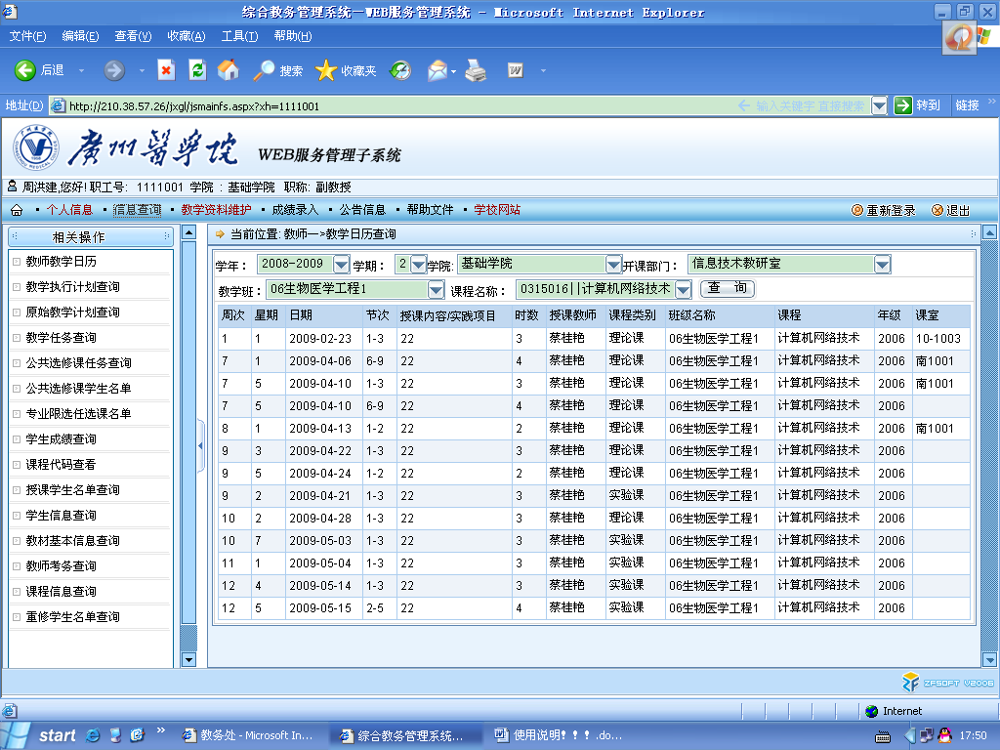 综合教务管理系统—WEB服务管理系统 - Microsoft Internet Explorer
文件(F) 编辑(E) 查看(V) 收藏(A) 工具(T) 帮助(H)
后退 搜索 收藏夹
地址(D) http://210.38.57.26/jxgl/jsmainfs.aspx?xh=1111001 输入关键字 直接搜索 转到 链接 »
廣州醫學院 WEB服务管理子系统
周洪建,您好! 职工号: 1111001 学院 : 基础学院 职称: 副教授
· 个人信息 · 信息查询 · 教学资料维护 · 成绩录入 · 公告信息 · 帮助文件 · 学校网站 重新登录 退出
相关操作
教师教学日历
教学执行计划查询
原始教学计划查询
教学任务查询
公共选修课任务查询
公共选修课学生名单
专业限选任选课名单
学生成绩查询
课程代码查看
授课学生名单查询
学生信息查询
教材基本信息查询
教师考务查询
课程信息查询
重修学生名单查询
当前位置: 教师—>教学日历查询
学年: 2008-2009 学期: 2 学院: 基础学院 开课部门: 信息技术教研室
教学班: 06生物医学工程1 课程名称: 0315016||计算机网络技术 查 询
周次 星期 日期 节次 授课内容/实践项目 时数 授课教师 课程类别 班级名称 课程 年级 课室
1 1 2009-02-23 1-3 22 3 蔡桂艳 理论课 06生物医学工程1 计算机网络技术 2006 10-1003
7 1 2009-04-06 6-9 22 4 蔡桂艳 理论课 06生物医学工程1 计算机网络技术 2006 南1001
7 5 2009-04-10 1-3 22 3 蔡桂艳 理论课 06生物医学工程1 计算机网络技术 2006 南1001
7 5 2009-04-10 6-9 22 4 蔡桂艳 理论课 06生物医学工程1 计算机网络技术 2006
8 1 2009-04-13 1-2 22 2 蔡桂艳 理论课 06生物医学工程1 计算机网络技术 2006 南1001
9 3 2009-04-22 1-3 22 3 蔡桂艳 理论课 06生物医学工程1 计算机网络技术 2006
9 5 2009-04-24 1-2 22 2 蔡桂艳 理论课 06生物医学工程1 计算机网络技术 2006
9 2 2009-04-21 1-3 22 3 蔡桂艳 实验课 06生物医学工程1 计算机网络技术 2006
10 2 2009-04-28 1-3 22 3 蔡桂艳 理论课 06生物医学工程1 计算机网络技术 2006
10 7 2009-05-03 1-3 22 3 蔡桂艳 实验课 06生物医学工程1 计算机网络技术 2006
11 1 2009-05-04 1-3 22 3 蔡桂艳 实验课 06生物医学工程1 计算机网络技术 2006
12 4 2009-05-14 1-3 22 3 蔡桂艳 实验课 06生物医学工程1 计算机网络技术 2006
12 5 2009-05-15 2-5 22 4 蔡桂艳 实验课 06生物医学工程1 计算机网络技术 2006
ZFSOFT V2006
Internet
start » 教务处 - Microsoft In... 综合教务管理系统... 使用说明！！！.do... 17:50